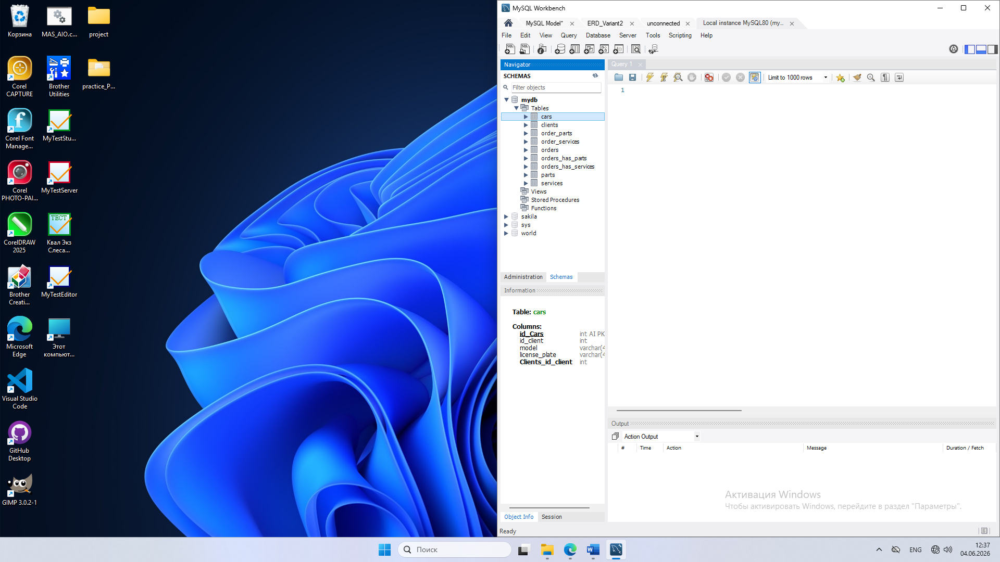 Корзина
MAS_AIO.c...
project
Corel
CAPTURE
Brother
Utilities
practice_P...
Corel Font
Manage...
MyTestStu...
Corel
PHOTO-PAI...
MyTestServer
CorelDRAW
2025
ТЕСТ
Квал Экз
Слеса...
Brother
Creati...
MyTestEditor
Microsoft
Edge
Этот
компьют...
Visual Studio
Code
GitHub
Desktop
GIMP 3.0.2-1
MySQL Workbench
MySQL Model*
ERD_Variant2
unconnected
Local instance MySQL80 (my...
File Edit View Query Database Server Tools Scripting Help
Navigator
SCHEMAS
Filter objects
mydb
Tables
cars
clients
order_parts
order_services
orders
orders_has_parts
orders_has_services
parts
services
Views
Stored Procedures
Functions
sakila
sys
world
Administration Schemas
Information
Table: cars
Columns:
id_Cars int AI PK
id_client int
model varchar(4
license_plate varchar(4
Clients_id_client int
Object Info Session
Ready
Query 1
Limit to 1000 rows
1
Output
Action Output
# Time Action Message Duration / Fetch
Активация Windows
Чтобы активировать Windows, перейдите в раздел "Параметры".
Поиск
ENG
12:37
04.06.2026